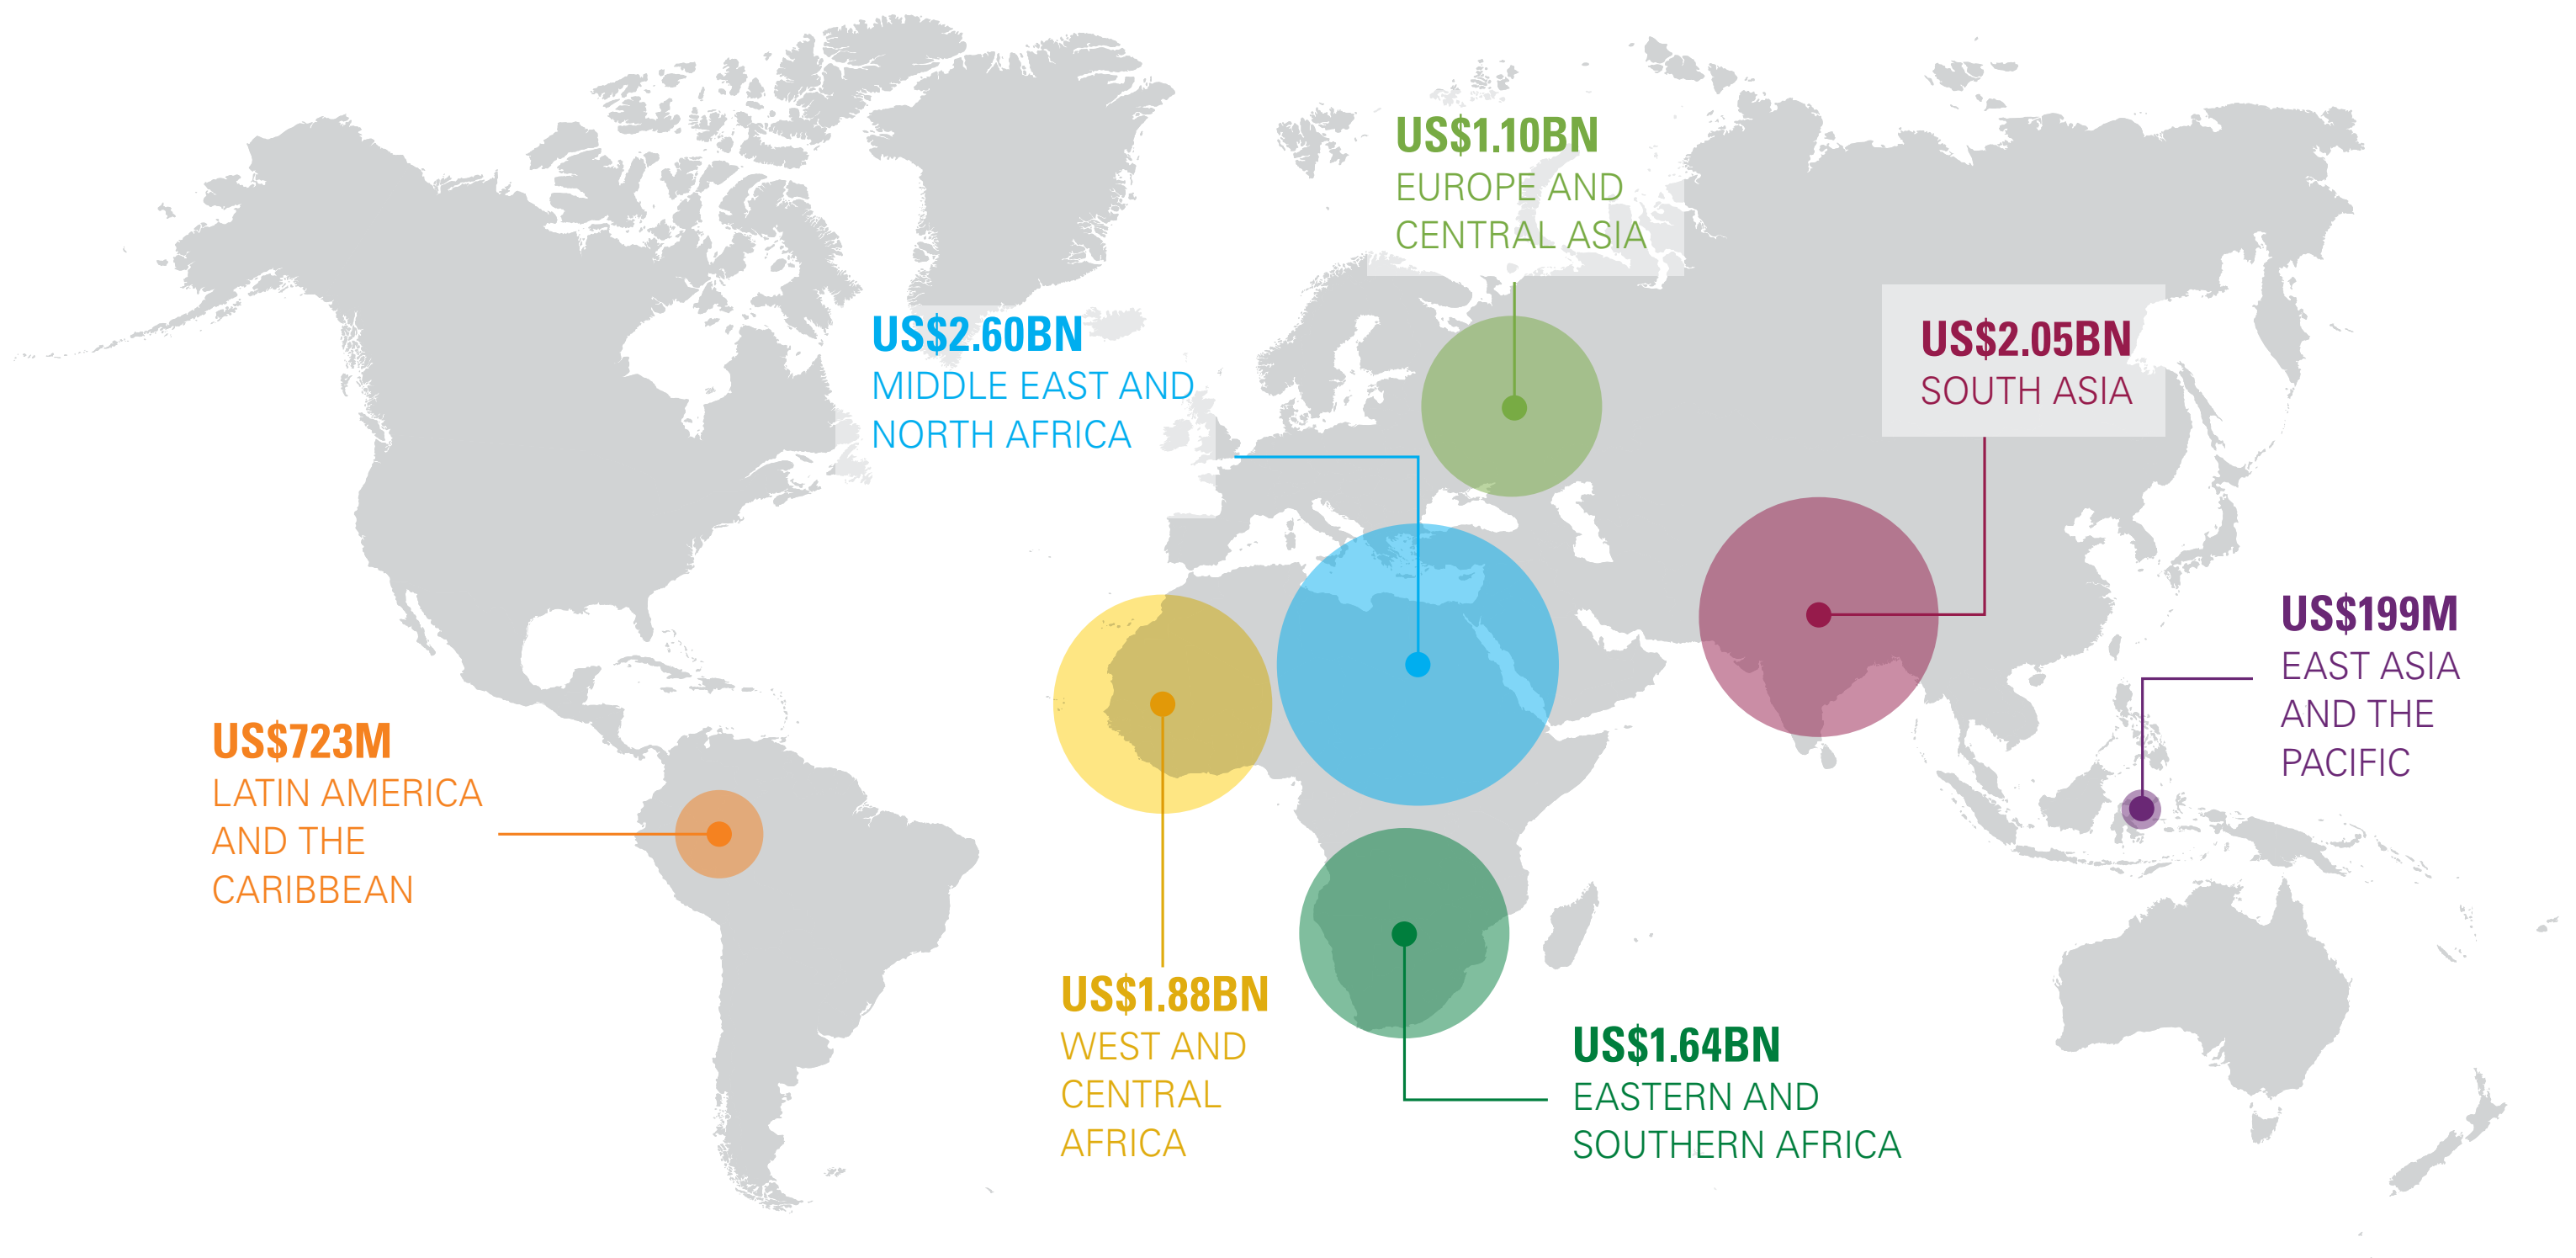 US$1.10BN
EUROPE AND
CENTRAL ASIA
US$2.60BN
MIDDLE EAST AND
NORTH AFRICA
US$2.05BN
SOUTH ASIA
US$199M
EAST ASIA
AND THE
PACIFIC
US$723M
LATIN AMERICA
AND THE
CARIBBEAN
US$1.88BN
WEST AND
CENTRAL
AFRICA
US$1.64BN
EASTERN AND
SOUTHERN AFRICA